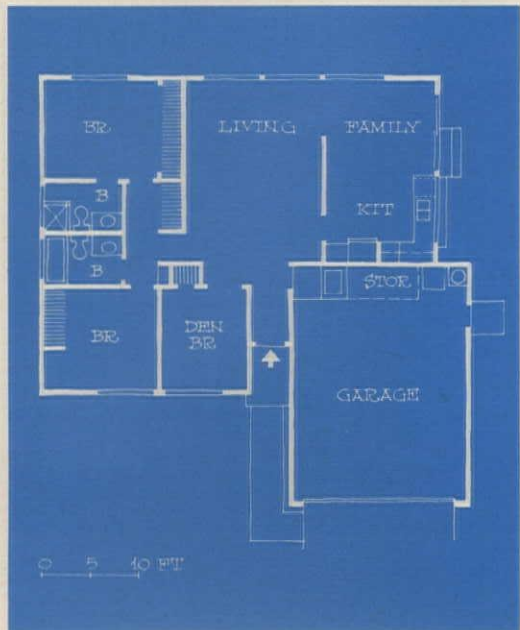 BR
LIVING
FAMILY
B
KIT
B
STOR
BR
DEN
BR
GARAGE
0 5 10 FT